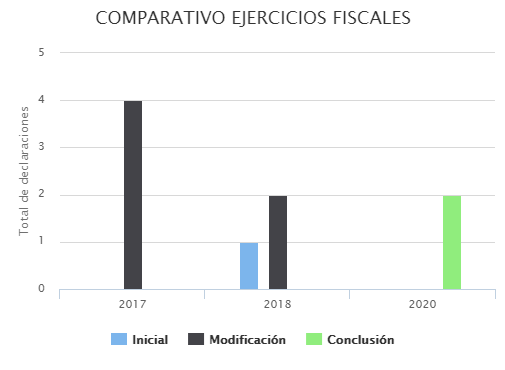 COMPARATIVO EJERCICIOS FISCALES
Total de declaraciones
5
4
3
2
1
0
2017 2018 2020
Inicial Modificación Conclusión